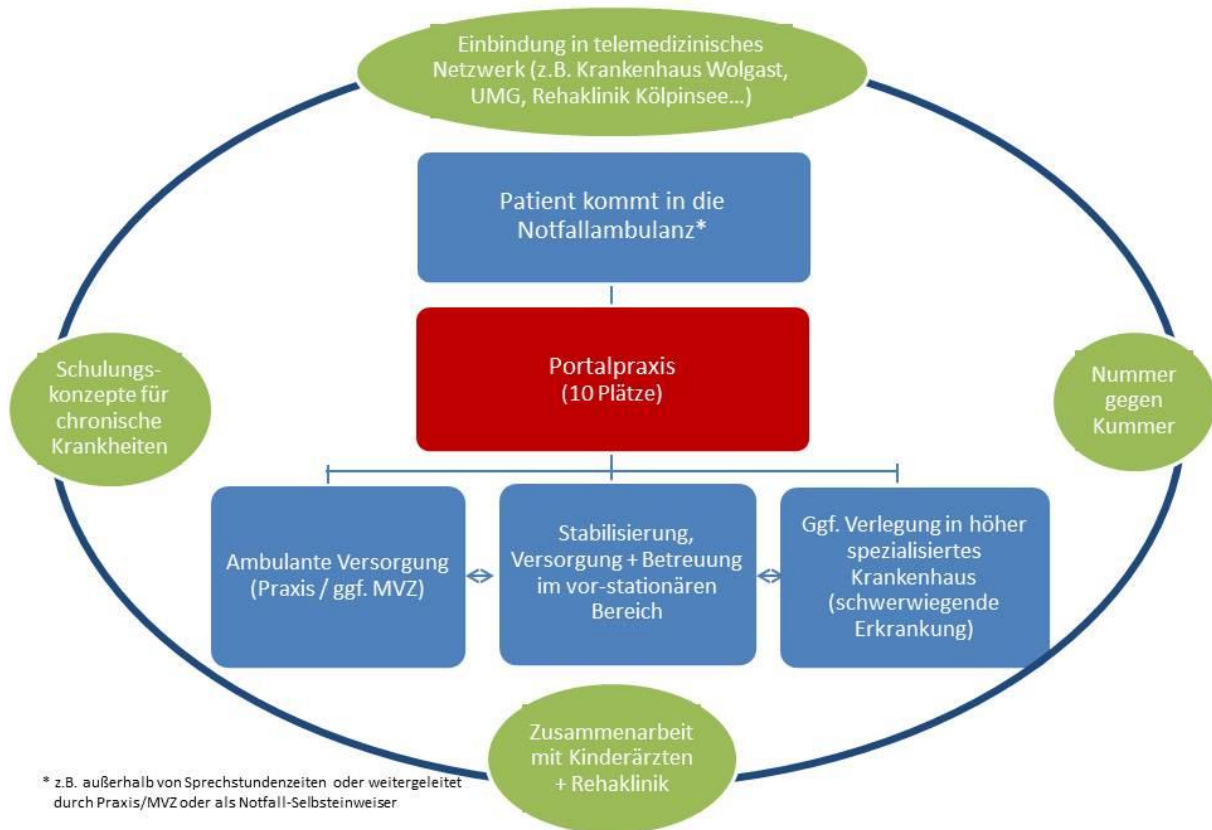 Einbindung in telemedizinisches
Netzwerk (z.B. Krankenhaus Wolgast,
UMG, Rehaklinik Kölpinsee...)
Patient kommt in die
Notfallambulanz*
Schulungs-
konzepte für
chronische
Krankheiten
Portalpraxis
(10 Plätze)
Nummer
gegen
Kummer
Ambulante Versorgung
(Praxis / ggf. MVZ)
Stabilisierung,
Versorgung + Betreuung
im vor-stationären
Bereich
Ggf. Verlegung in höher
spezialisiertes
Krankenhaus
(schwerwiegende
Erkrankung)
Zusammenarbeit
mit Kinderärzten
+ Rehaklinik
* z.B. außerhalb von Sprechstundenzeiten oder weitergeleitet
durch Praxis/MVZ oder als Notfall-Selbsteinweiser